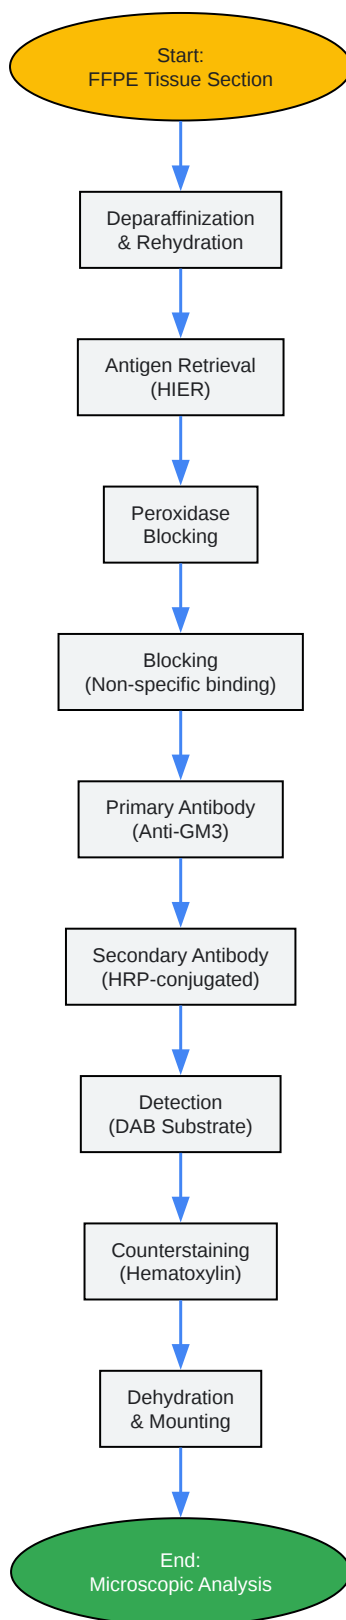 Start:
FFPE Tissue Section
Deparaffinization
& Rehydration
Antigen Retrieval
(HIER)
Peroxidase
Blocking
Blocking
(Non-specific binding)
Primary Antibody
(Anti-GM3)
Secondary Antibody
(HRP-conjugated)
Detection
(DAB Substrate)
Counterstaining
(Hematoxylin)
Dehydration
& Mounting
End:
Microscopic Analysis